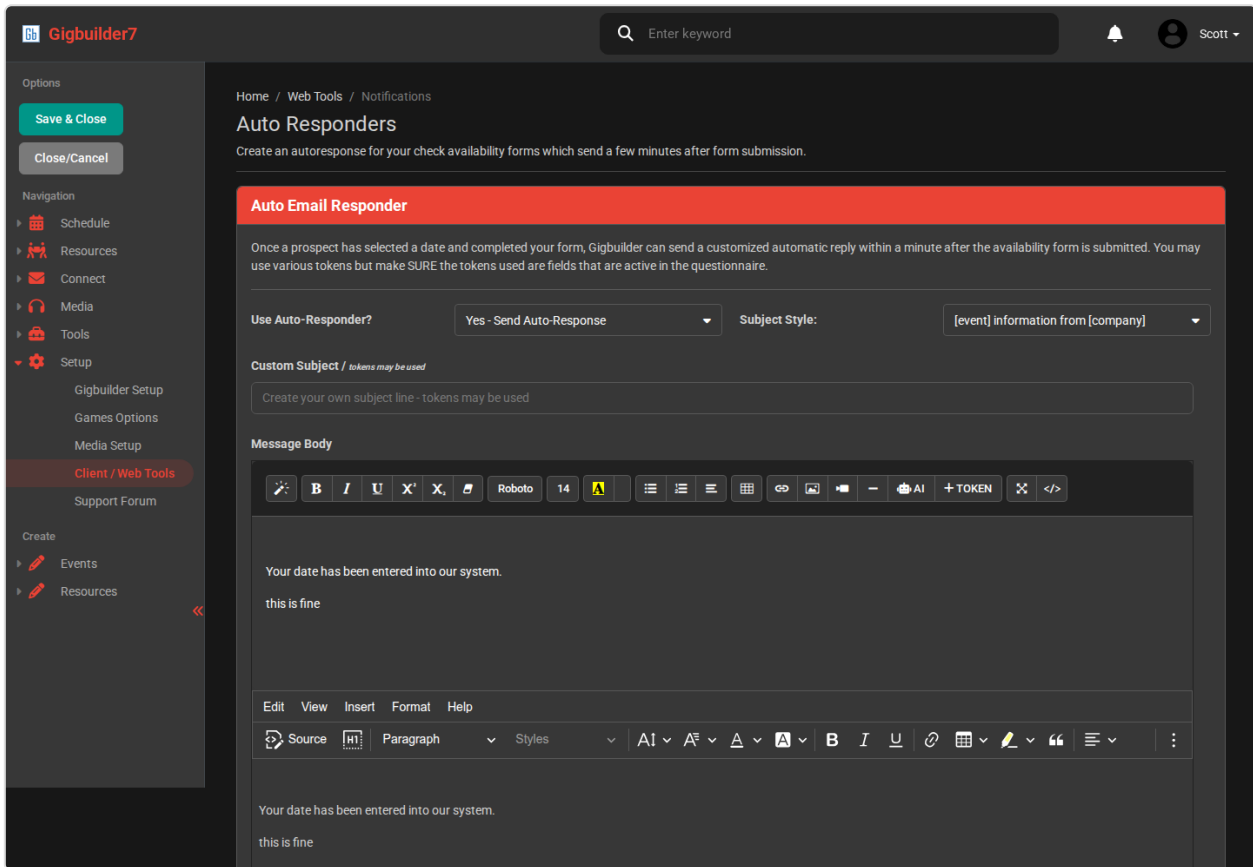 Gb Gigbuilder7
Enter keyword
Scott
Options
Save & Close
Close/Cancel
Navigation
Schedule
Resources
Connect
Media
Tools
Setup
Gigbuilder Setup
Games Options
Media Setup
Client / Web Tools
Support Forum
Create
Events
Resources
Home / Web Tools / Notifications
Auto Responders
Create an autoresponse for your check availability forms which send a few minutes after form submission.
Auto Email Responder
Once a prospect has selected a date and completed your form, Gigbuilder can send a customized automatic reply within a minute after the availability form is submitted. You may
use various tokens but make SURE the tokens used are fields that are active in the questionnaire.
Use Auto-Responder? Yes - Send Auto-Response Subject Style: [event] information from [company]
Custom Subject / tokens may be used
Create your own subject line - tokens may be used
Message Body
B I U X² X₂ Roboto 14 A AI +TOKEN </>
Your date has been entered into our system.
this is fine
Edit View Insert Format Help
Source H1 Paragraph Styles A A A A B I U
Your date has been entered into our system.
this is fine